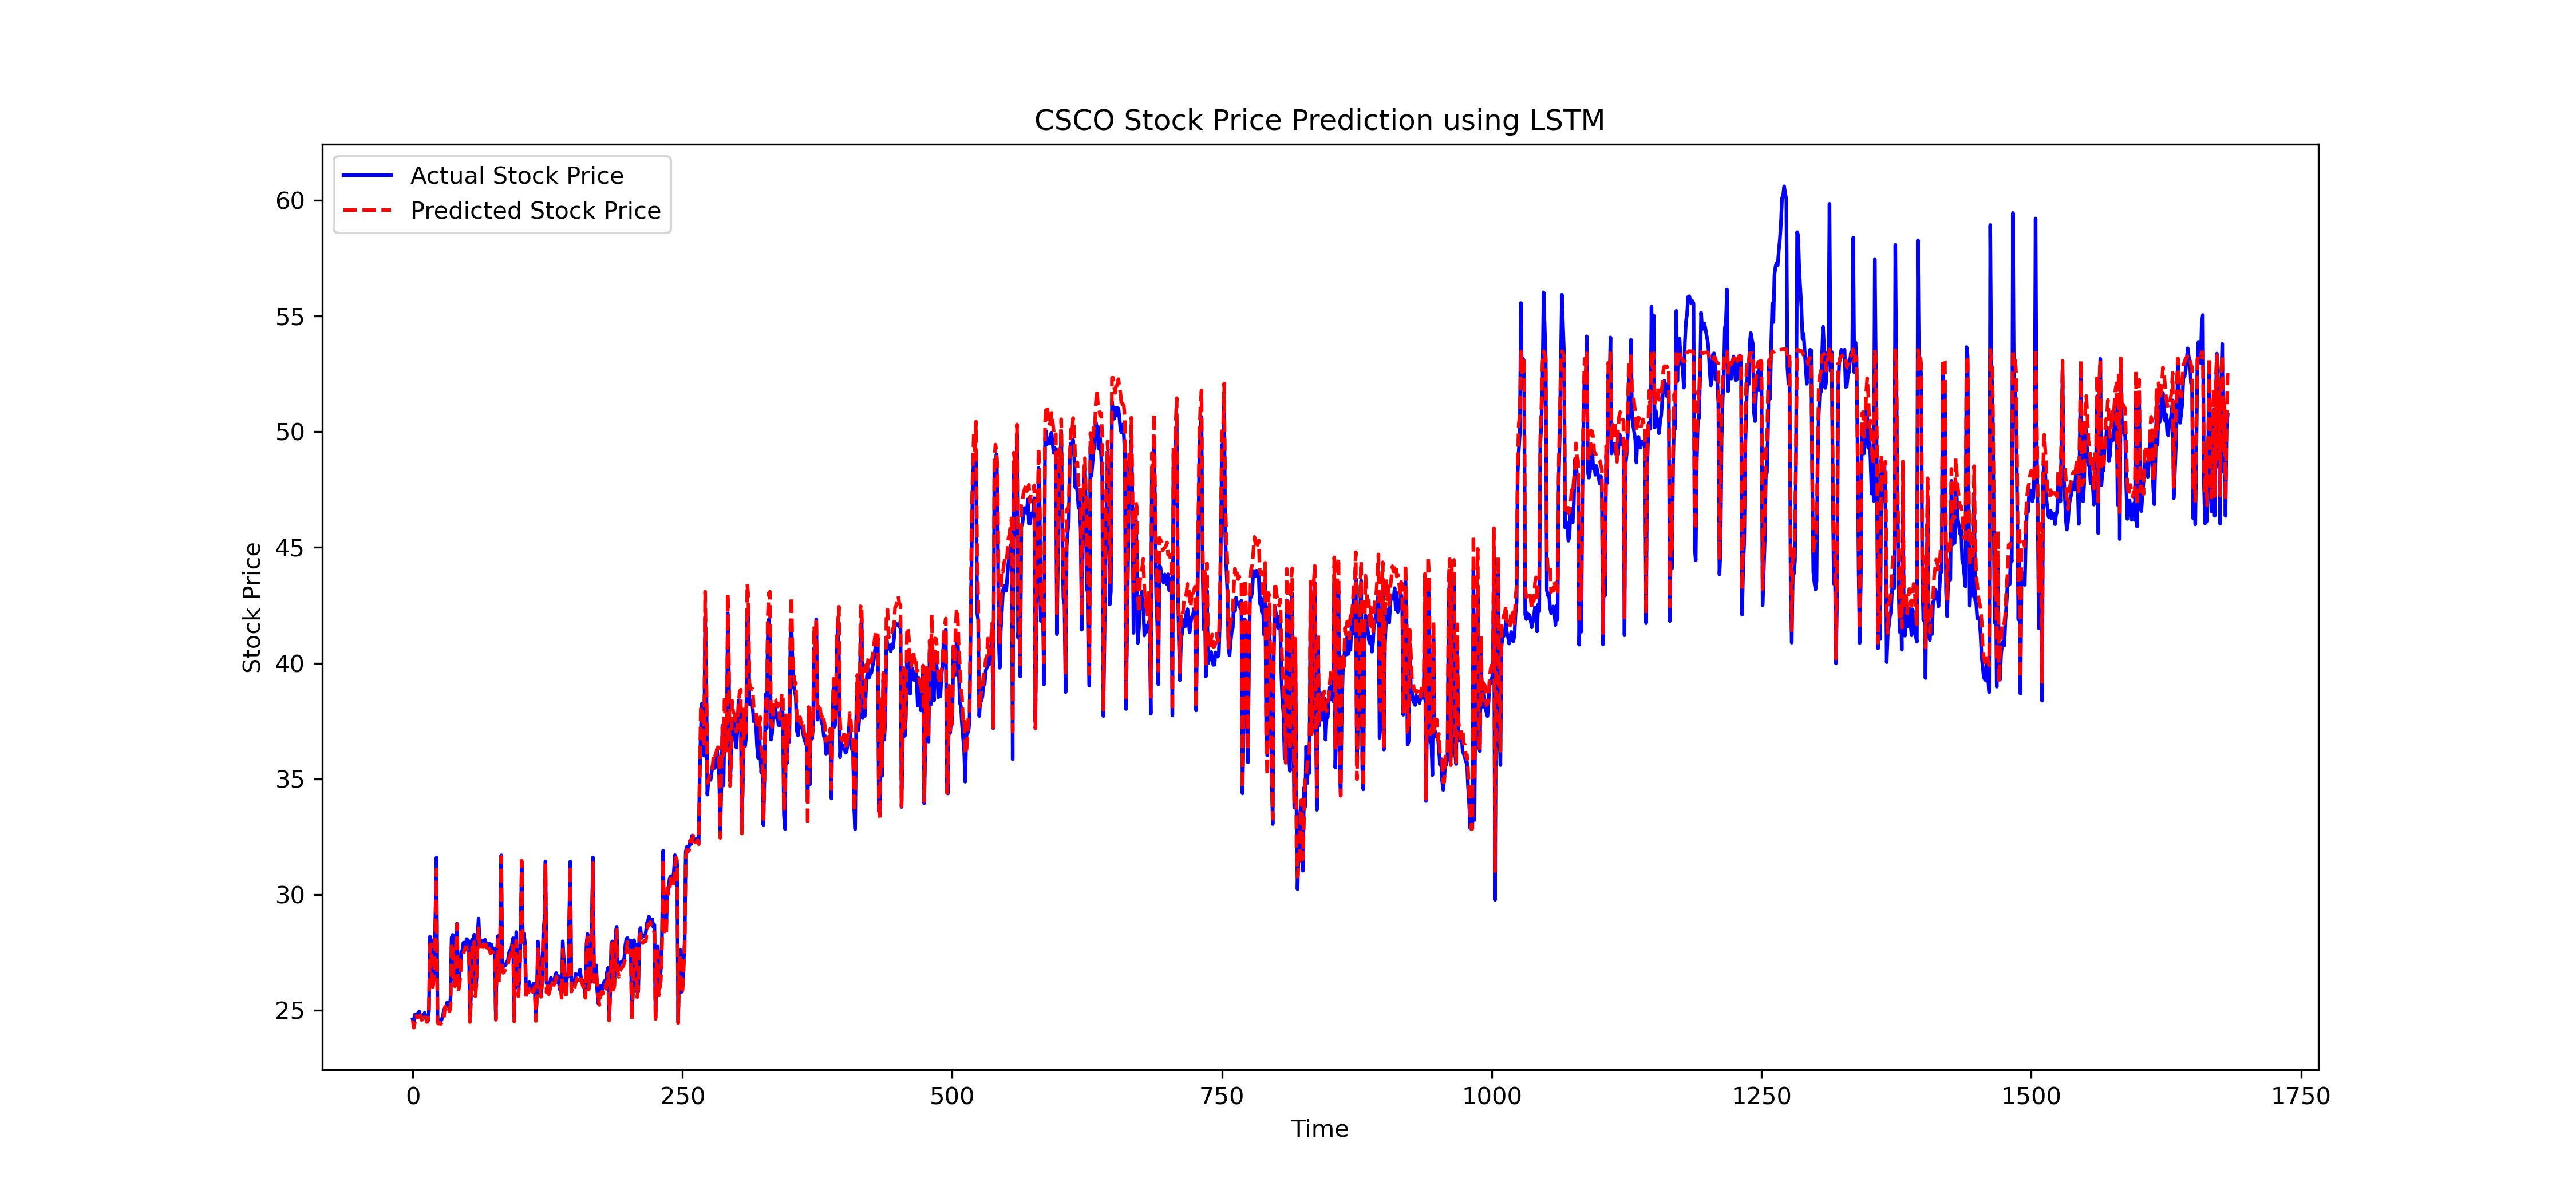 CSCO Stock Price Prediction using LSTM
Actual Stock Price
Predicted Stock Price
Stock Price
60
55
50
45
40
35
30
25
0 250 500 750 1000 1250 1500 1750
Time